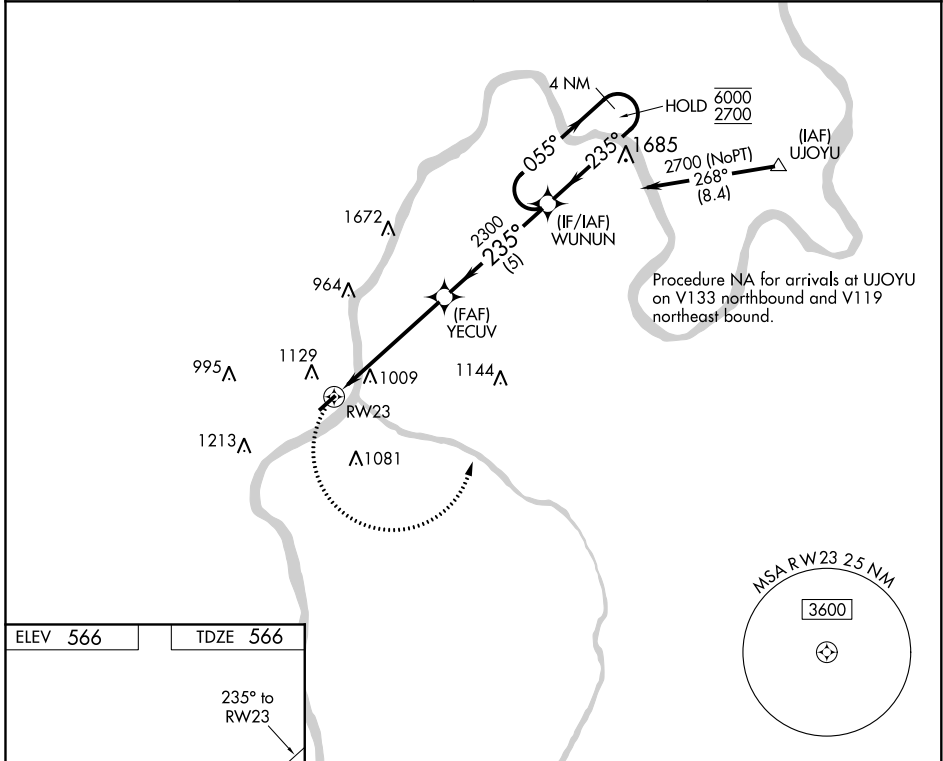 4 NM
HOLD
6000
2700
055°
235°
1685
(IAF)
UJOYU
2700 (NoPT)
268°
(8.4)
1672
2300
235°
(5)
(IF/IAF)
WUNUN
964
(FAF)
YECUV
Procedure NA for arrivals at UJOYU
on V133 northbound and V119
northeast bound.
995
1129
1009
1144
RW23
1213
1081
MSA RW23 25 NM
3600
ELEV 566
TDZE 566
235° to
RW23